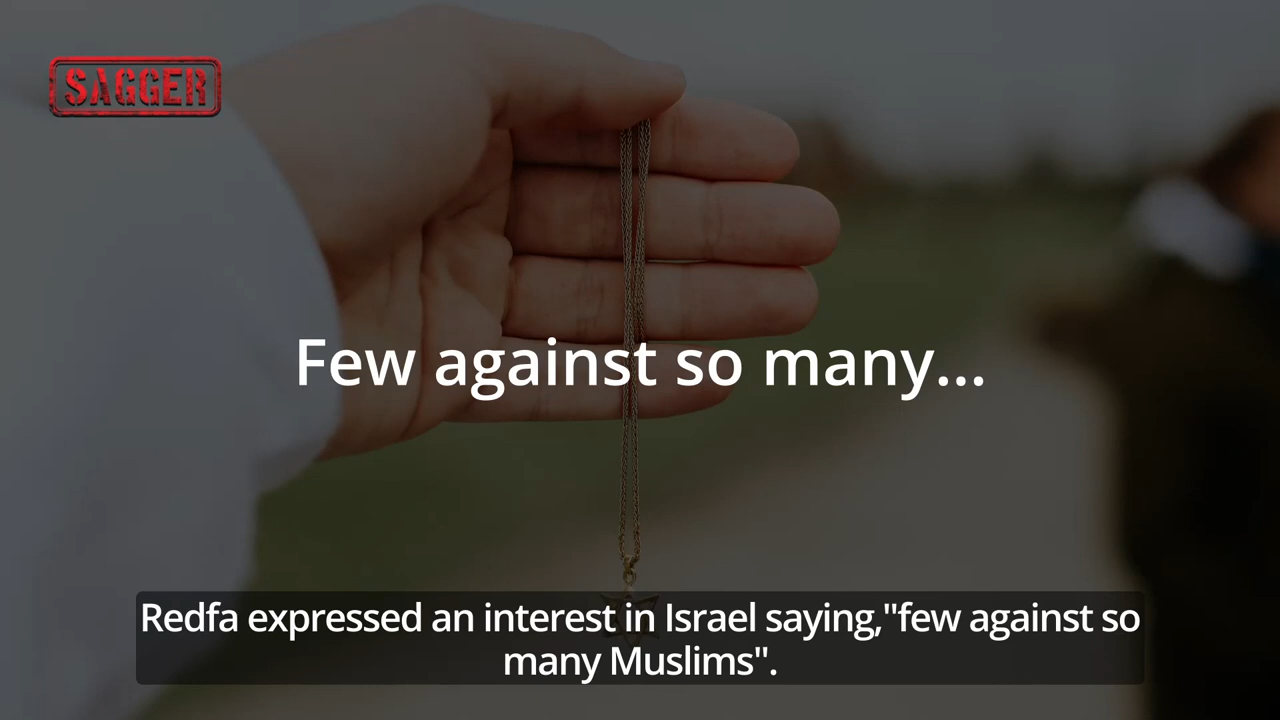 SAGGER
Few against so many...
Redfa expressed an interest in Israel saying,"few against so
many Muslims".